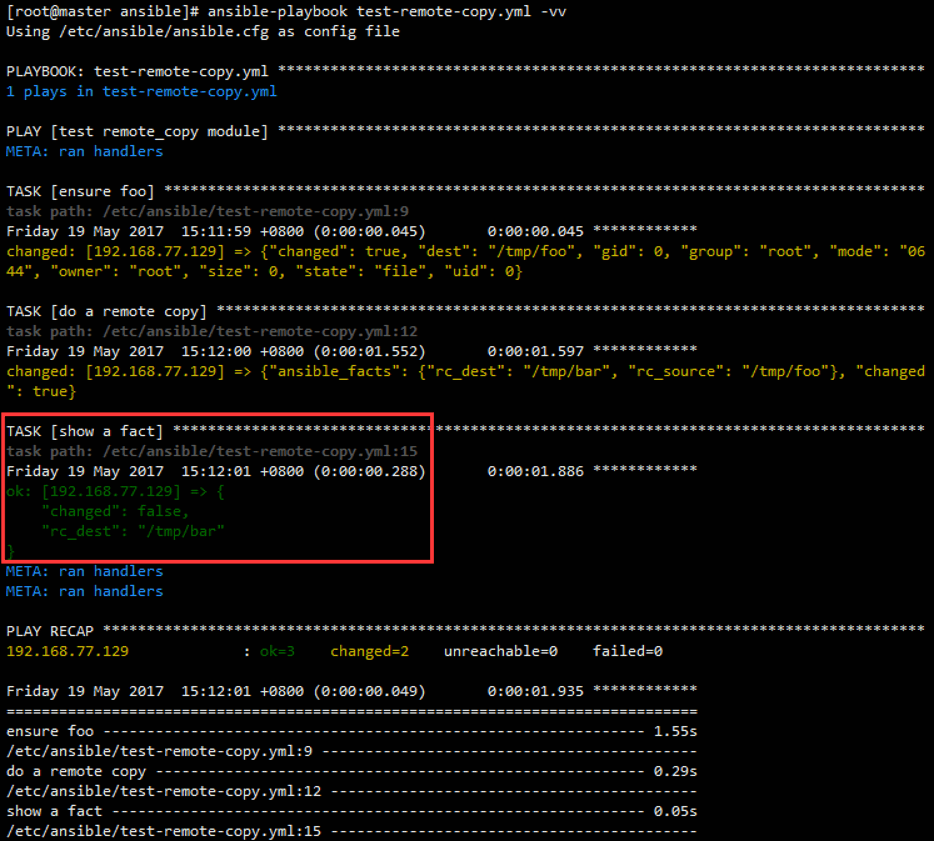 [root@master ansible]# ansible-playbook test-remote-copy.yml -vv
Using /etc/ansible/ansible.cfg as config file
PLAYBOOK: test-remote-copy.yml **************************************************************************
1 plays in test-remote-copy.yml
PLAY [test remote_copy module] **************************************************************************
META: ran handlers
TASK [ensure foo] ***************************************************************************************
task path: /etc/ansible/test-remote-copy.yml:9
Friday 19 May 2017  15:11:59 +0800 (0:00:00.045)       0:00:00.045 ************
changed: [192.168.77.129] => {"changed": true, "dest": "/tmp/foo", "gid": 0, "group": "root", "mode": "06
44", "owner": "root", "size": 0, "state": "file", "uid": 0}
TASK [do a remote copy] *********************************************************************************
task path: /etc/ansible/test-remote-copy.yml:12
Friday 19 May 2017  15:12:00 +0800 (0:00:01.552)       0:00:01.597 ************
changed: [192.168.77.129] => {"ansible_facts": {"rc_dest": "/tmp/bar", "rc_source": "/tmp/foo"}, "changed
": true}
TASK [show a fact] **************************************************************************************
task path: /etc/ansible/test-remote-copy.yml:15
Friday 19 May 2017  15:12:01 +0800 (0:00:00.288)       0:00:01.886 ************
ok: [192.168.77.129] => {
    "changed": false,
    "rc_dest": "/tmp/bar"
}
META: ran handlers
META: ran handlers
PLAY RECAP **********************************************************************************************
192.168.77.129             : ok=3    changed=2    unreachable=0    failed=0
Friday 19 May 2017  15:12:01 +0800 (0:00:00.049)       0:00:01.935 ************
===============================================================================
ensure foo -------------------------------------------------------------- 1.55s
/etc/ansible/test-remote-copy.yml:9 -------------------------------------------
do a remote copy -------------------------------------------------------- 0.29s
/etc/ansible/test-remote-copy.yml:12 ------------------------------------------
show a fact ------------------------------------------------------------- 0.05s
/etc/ansible/test-remote-copy.yml:15 ------------------------------------------